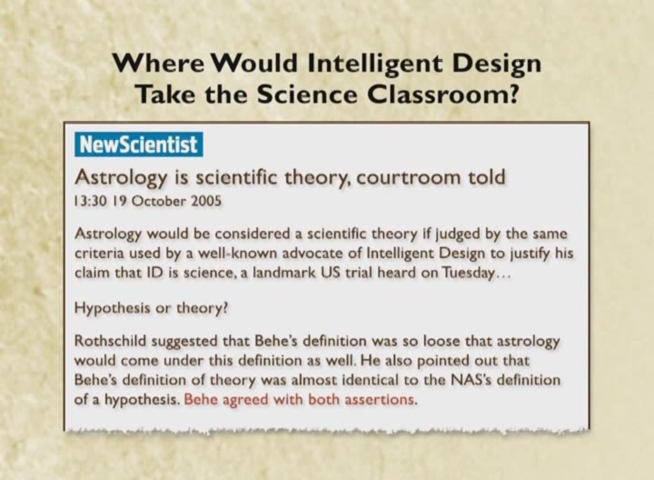 Where Would Intelligent Design
Take the Science Classroom?
NewScientist
Astrology is scientific theory, courtroom told
13:30 19 October 2005
Astrology would be considered a scientific theory if judged by the same
criteria used by a well-known advocate of Intelligent Design to justify his
claim that ID is science, a landmark US trial heard on Tuesday…
Hypothesis or theory?
Rothschild suggested that Behe's definition was so loose that astrology
would come under this definition as well. He also pointed out that
Behe's definition of theory was almost identical to the NAS's definition
of a hypothesis. Behe agreed with both assertions.